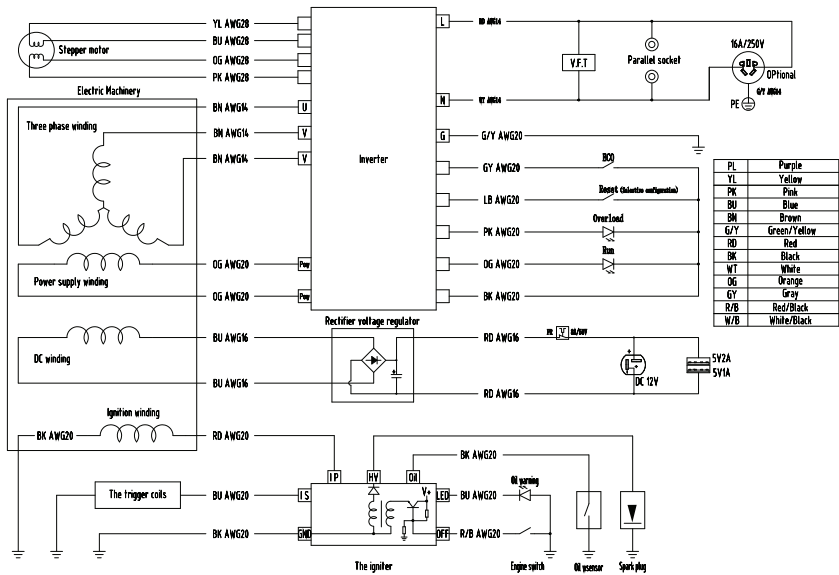 YL AWG28
BU AWG28
OG AWG28
PK AWG28
Stepper motor
Electric Machinery
Three phase winding
BN AWG14
BN AWG14
BN AWG14
U
V
V
Inverter
Power supply winding
OG AWG20
OG AWG20
Pow
Pow
DC winding
BU AWG16
BU AWG16
Rectifier voltage regulator
Ignition winding
BK AWG20
RD AWG20
The trigger coils
BU AWG20
BK AWG20
IP
HV
IS
GND
LED
OFF
V+
The igniter
L
RD AWG14
N
WT AWG14
V.F.T
Parallel socket
16A/250V
OPtional
G/Y AWG14
PE
G
G/Y AWG20
GY AWG20
ECO
LB AWG20
Reset (Selective configuration)
PK AWG20
Overload
OG AWG20
Run
BK AWG20
RD AWG16
RD AWG16
DC 12V
5V2A
5V1A
BK AWG20
BU AWG20
Oil warning
R/B AWG20
Engine switch
Spark plug
PL Purple
YL Yellow
PK Pink
BU Blue
BN Brown
G/Y Green/Yellow
RD Red
BK Black
WT White
OG Orange
GY Gray
R/B Red/Black
W/B White/Black